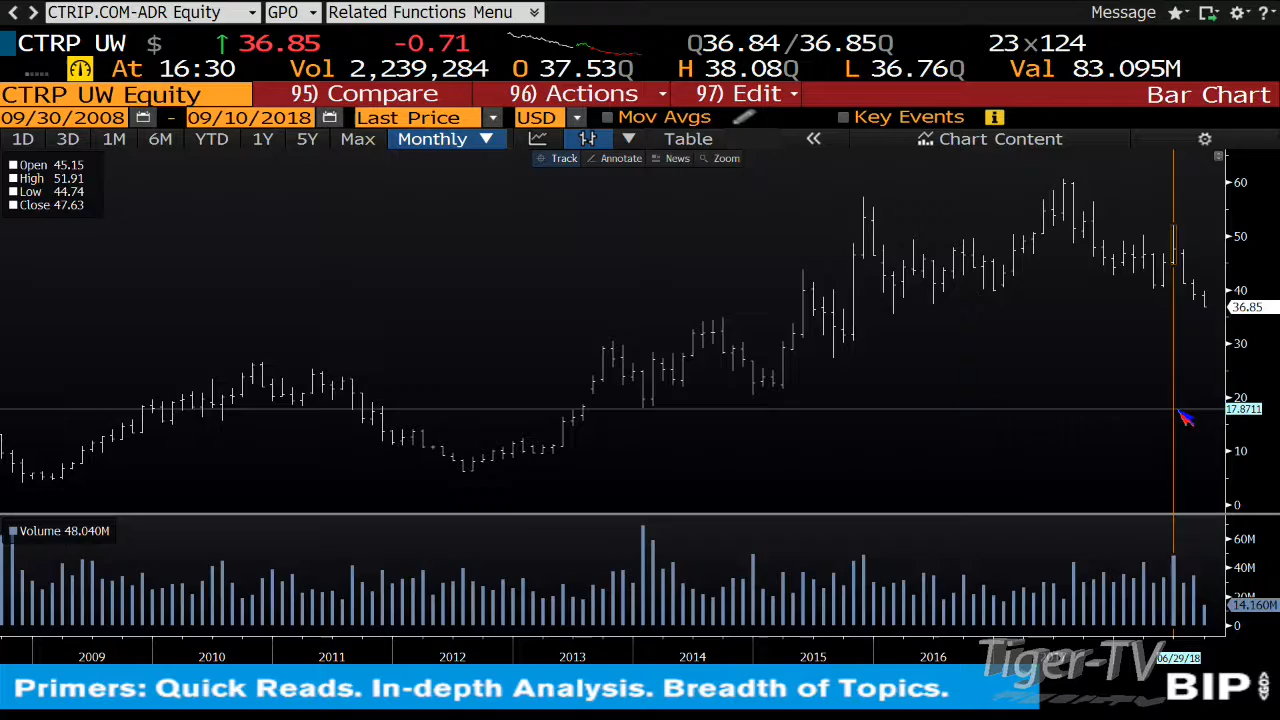 CTRIP.COM-ADR Equity GPO Related Functions Menu Message ?
CTRP UW $ ↑ 36.85 -0.71 Q36.84/36.85Q 23×124
At 16:30 Vol 2,239,284 O 37.53Q H 38.08Q L 36.76Q Val 83.095M
CTRP UW Equity 95) Compare 96) Actions 97) Edit Bar Chart
09/30/2008 - 09/10/2018 Last Price USD Mov Avgs Key Events i
1D 3D 1M 6M YTD 1Y 5Y Max Monthly ▼ Table « Chart Content
Track Annotate News Zoom
Open 45.15
High 51.91
Low 44.74
Close 47.63
60
50
40
36.85
30
20
17.8711
10
0
Volume 48.040M
60M
40M
20M
14.160M
0
2009 2010 2011 2012 2013 2014 2015 2016 06/29/18
Tiger-TV
Primers: Quick Reads. In-depth Analysis. Breadth of Topics.
BIP